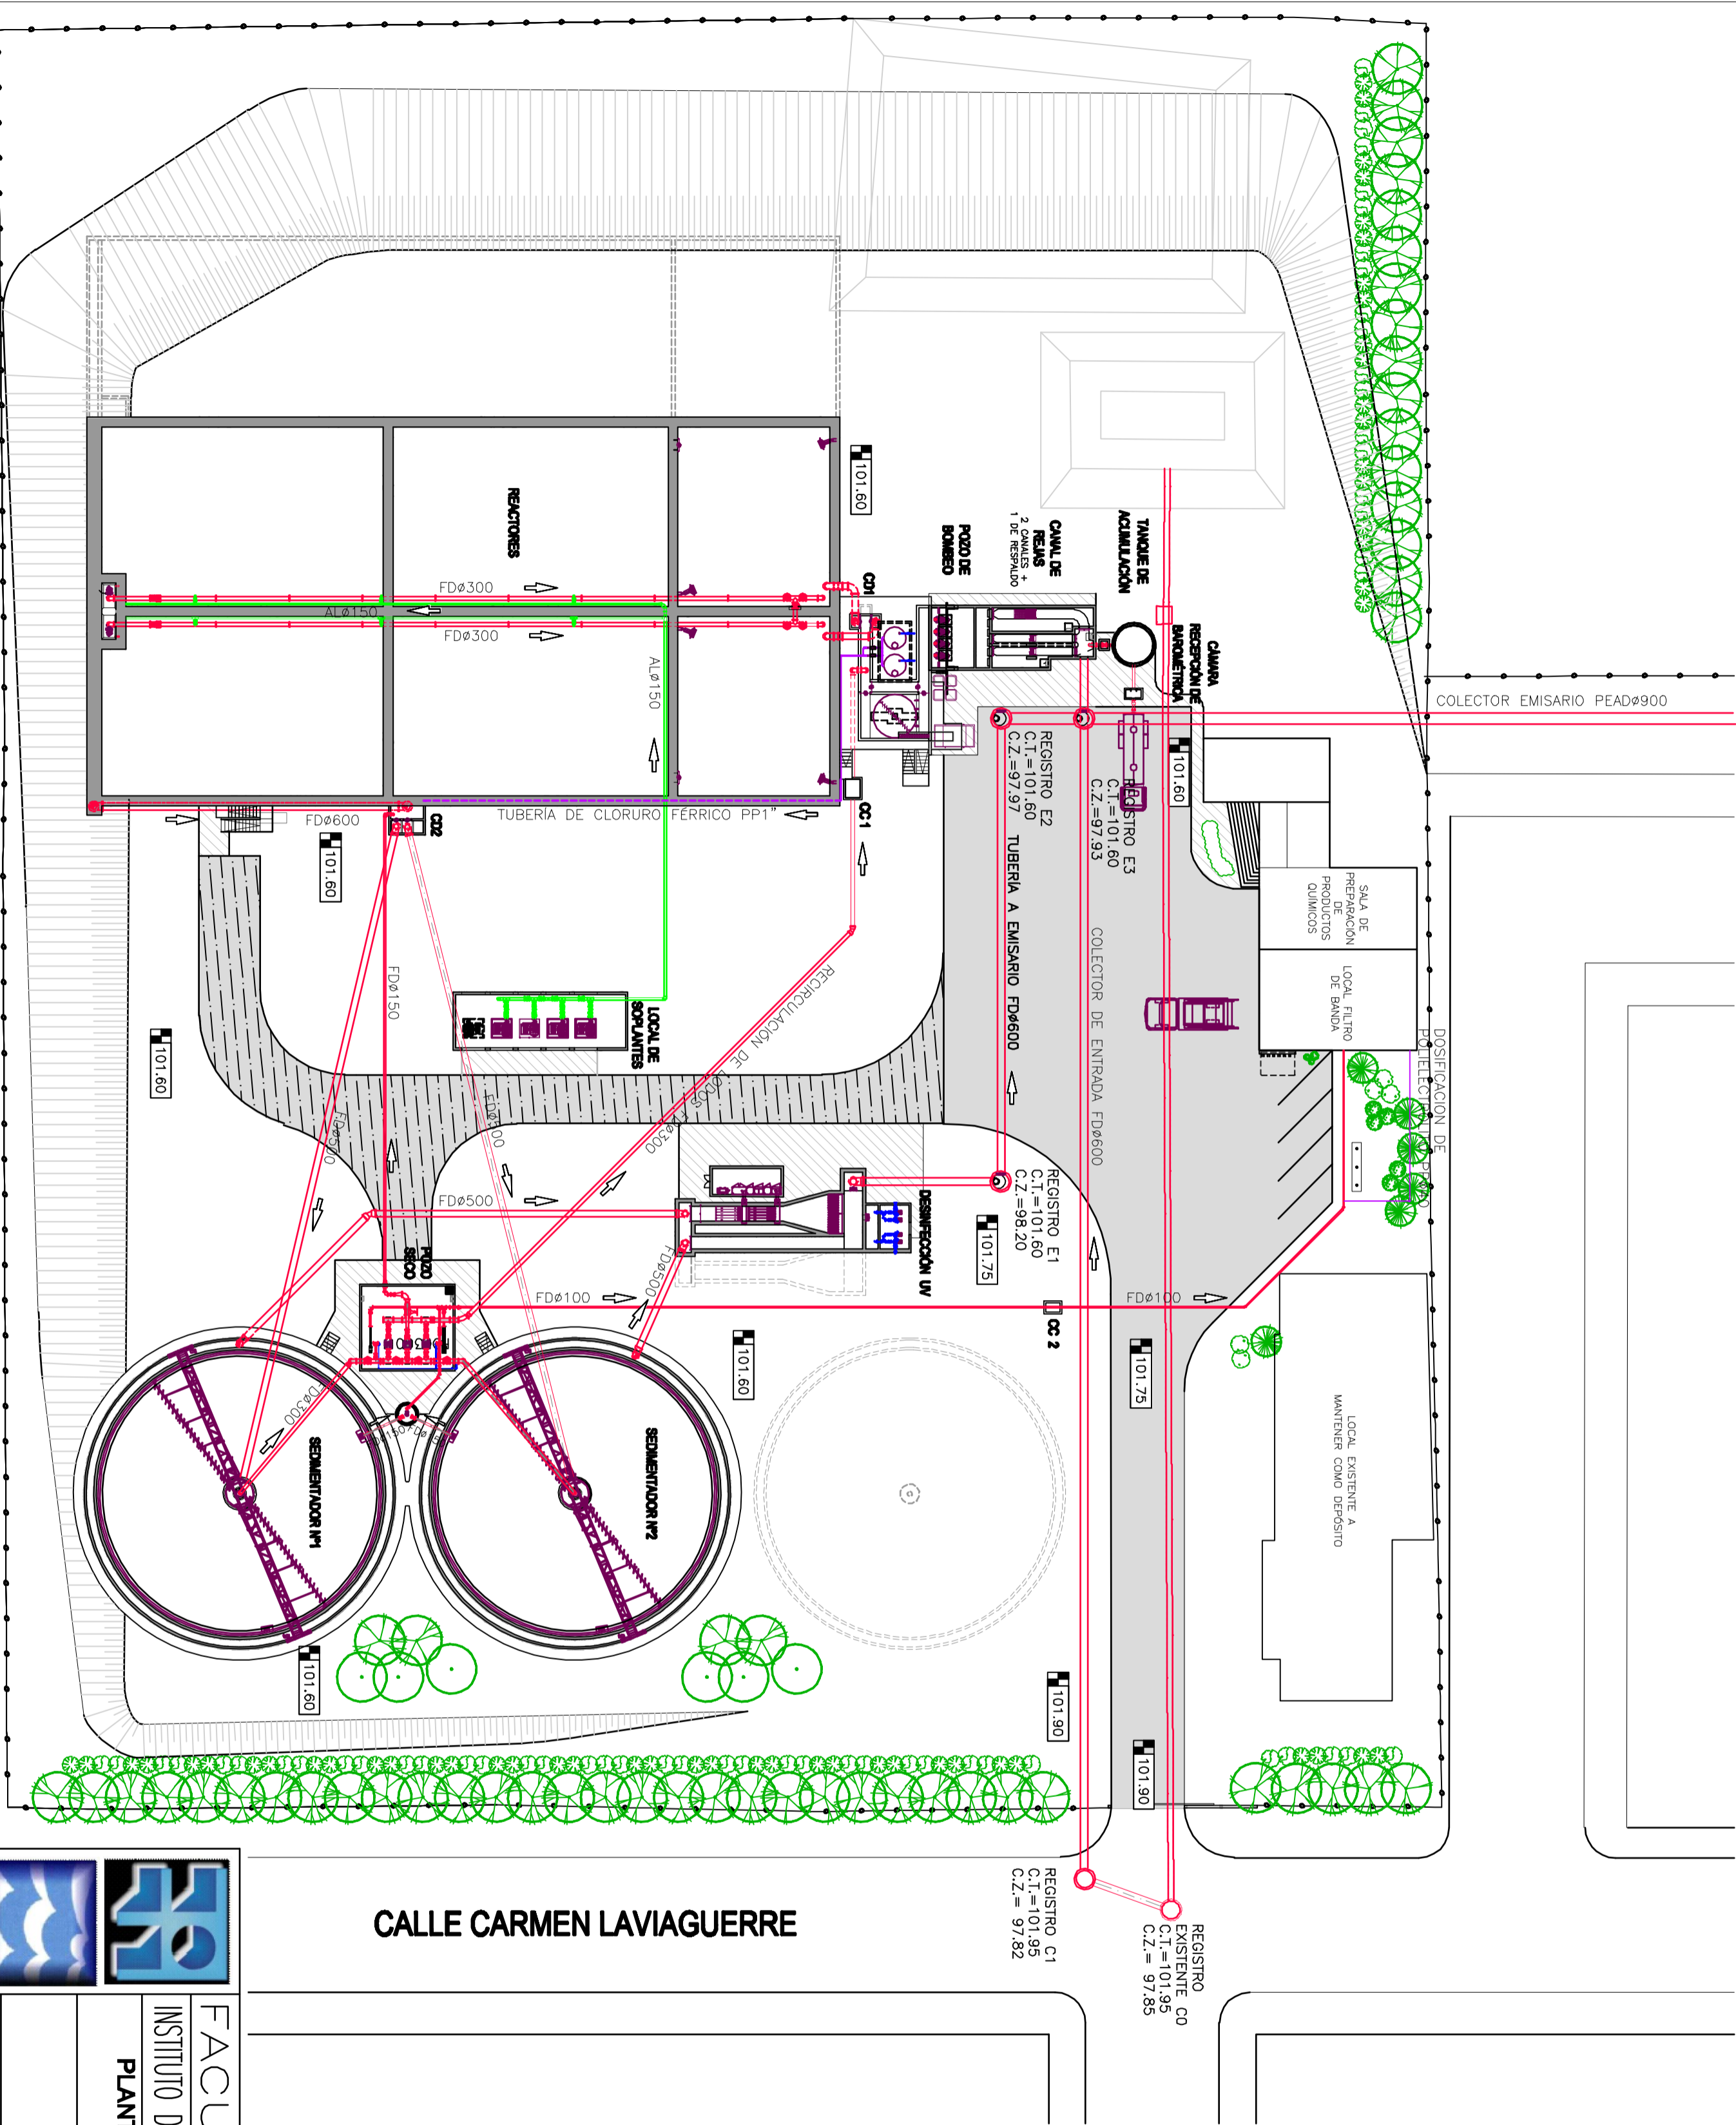 COLECTOR EMISARIO PEADø900
TANQUE DE
ACUMULACIÓN
CANAL DE
REJAS
2 CANALES +
1 DE RESPALDO
POZO DE
BOMBEO
CÁMARA
RECEPCIÓN DE
BAROMÉTRICA
101.60
REACTORES
CD1
FDø300
ALø150
FDø300
ALø150
101.60
REGISTRO E3
C.T.=101.60
C.Z.=97.93
REGISTRO E2
C.T.=101.60
C.Z.=97.97
CC 1
TUBERÍA DE CLORURO FÉRRICO PP1"
FDø600
CD2
101.60
SALA DE
PREPARACIÓN
DE
PRODUCTOS
QUÍMICOS
LOCAL FILTRO
DE BANDA
DOSIFICACION DE
TUBERÍA A EMISARIO FDø600
COLECTOR DE ENTRADA FDø600
RECIRCULACIÓN DE LODOS FDø300
LOCAL DE
SOPLANTES
FDø150
101.60
FDø500
FDø500
FDø500
DESINFECCIÓN UV
REGISTRO E1
C.T.=101.60
C.Z.=98.20
101.75
POZO
SECO
FDø500
FDø100
CC 2
FDø100
101.60
101.75
FDø300
FDø150
SEDIMENTADOR Nº1
SEDIMENTADOR Nº2
LOCAL EXISTENTE A
MANTENER COMO DEPÓSITO
101.60
101.90
101.90
REGISTRO C1
C.T.=101.95
C.Z.= 97.82
REGISTRO
EXISTENTE C0
C.T.=101.95
C.Z.= 97.85
CALLE CARMEN LAVIAGUERRE
FACU
INSTITUTO D
PLANT